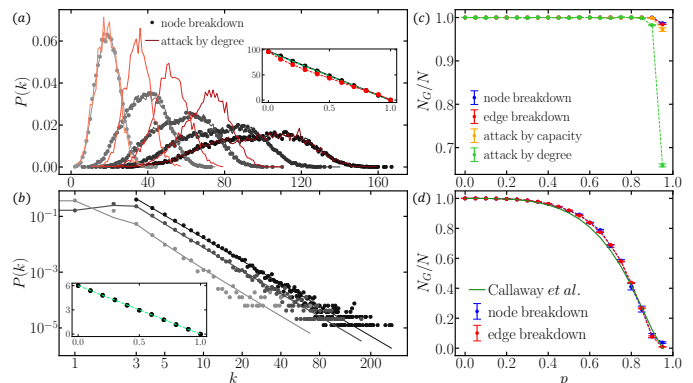 (a)
node breakdown
attack by degree
P(k)
0.06
0.04
0.02
0.00
100
50
0
0.0
0.5
1.0
0
40
80
120
160
(b)
P(k)
10⁻¹
10⁻³
10⁻⁵
6
3
0
0.0
0.5
1.0
1
3
5
10
20
40
80
200
k
(c)
N_G/N
1.0
0.9
0.8
0.7
node breakdown
edge breakdown
attack by capacity
attack by degree
0.0
0.2
0.4
0.6
0.8
1.0
(d)
N_G/N
1.0
0.8
0.6
0.4
0.2
0.0
Callaway et al.
node breakdown
edge breakdown
0.0
0.2
0.4
0.6
0.8
1.0
p